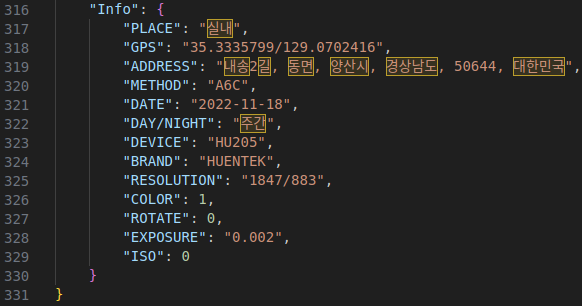 316 "Info": {
317 "PLACE": "실내",
318 "GPS": "35.3335799/129.0702416",
319 "ADDRESS": "내송2길, 동면, 양산시, 경상남도, 50644, 대한민국",
320 "METHOD": "A6C",
321 "DATE": "2022-11-18",
322 "DAY/NIGHT": "주간",
323 "DEVICE": "HU205",
324 "BRAND": "HUENTEK",
325 "RESOLUTION": "1847/883",
326 "COLOR": 1,
327 "ROTATE": 0,
328 "EXPOSURE": "0.002",
329 "ISO": 0
330 }
331 }